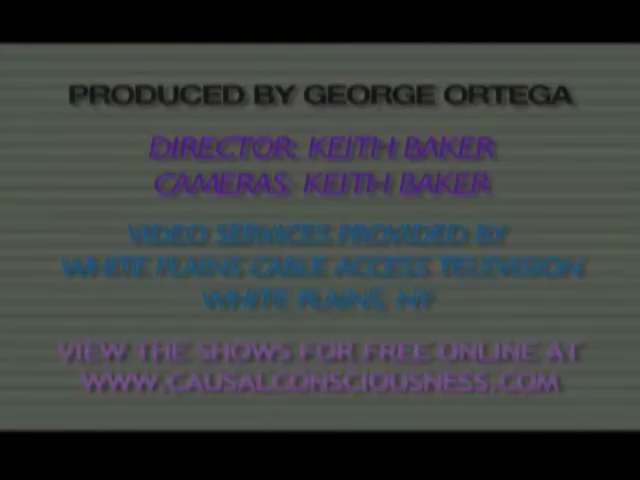 PRODUCED BY GEORGE ORTEGA
DIRECTOR: KEITH BAKER
CAMERAS: KEITH BAKER
VIDEO SERVICES PROVIDED BY
WHITE PLAINS CABLE ACCESS TELEVISION
WHITE PLAINS, NY
VIEW THE SHOWS FOR FREE ONLINE AT
WWW.CAUSALCONSCIOUSNESS.COM